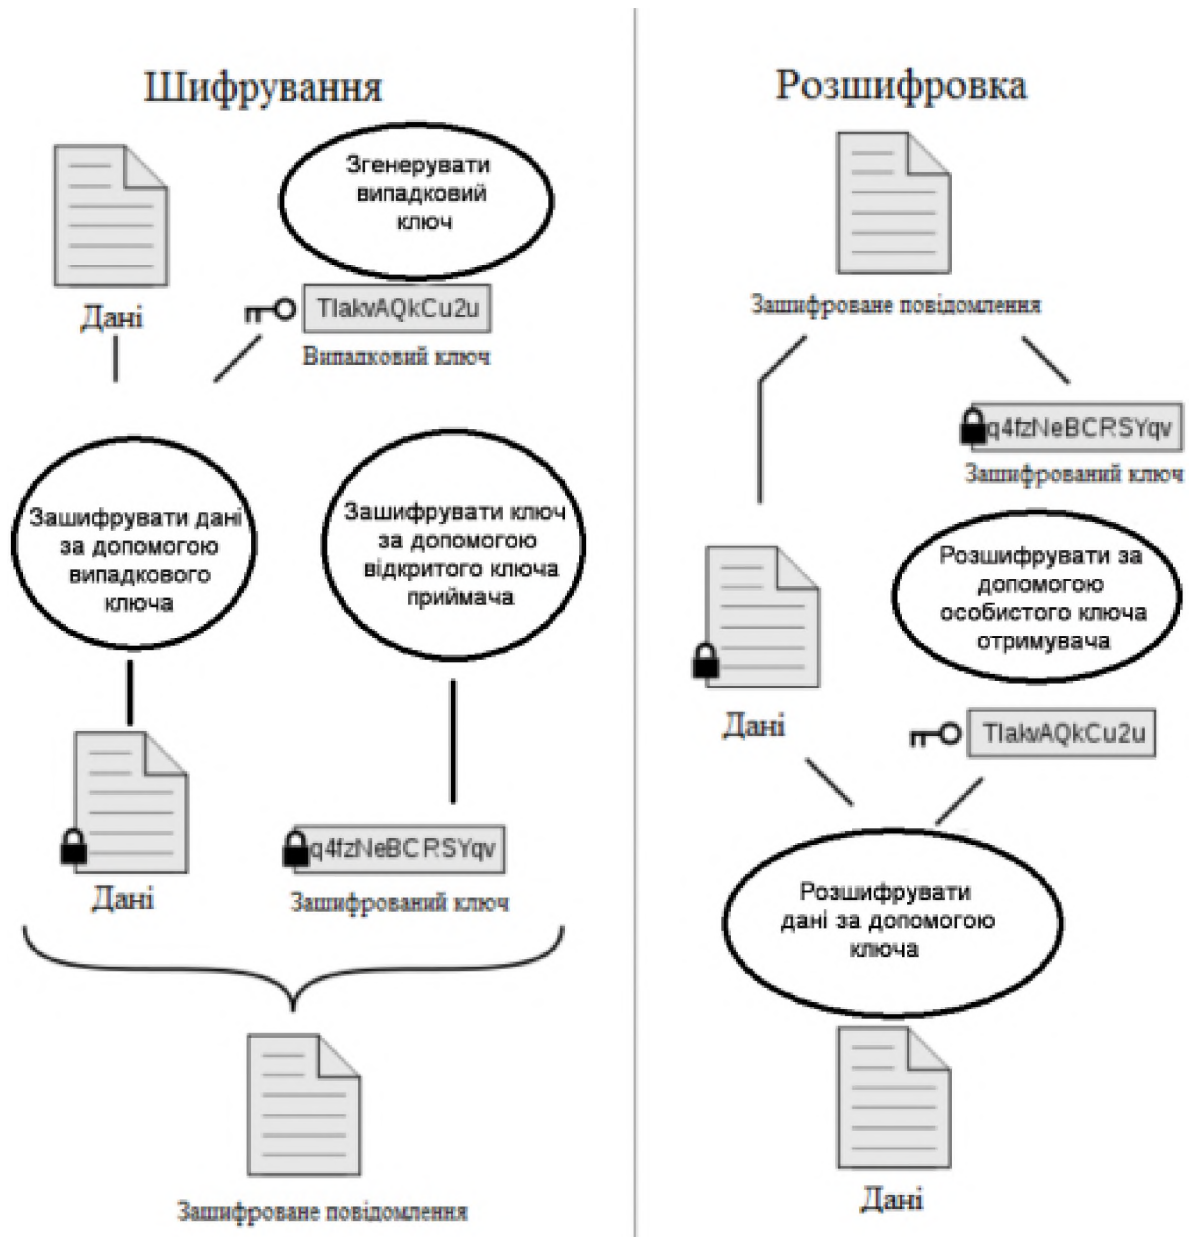 Шифрування
Згенерувати
випадковий
ключ
Дані
TIakvAQkCu2u
Випадковий ключ
Зашифрувати дані
за допомогою
випадкового
ключа
Зашифрувати ключ
за допомогою
відкритого ключа
приймача
Дані
q4fzNeBCRSYqv
Зашифрований ключ
Зашифроване повідомлення
Розшифровка
Зашифроване повідомлення
q4fzNeBCRSYqv
Зашифрований ключ
Розшифрувати за
допомогою
особистого ключа
отримувача
Дані
TIakvAQkCu2u
Розшифрувати
дані за допомогою
ключа
Дані